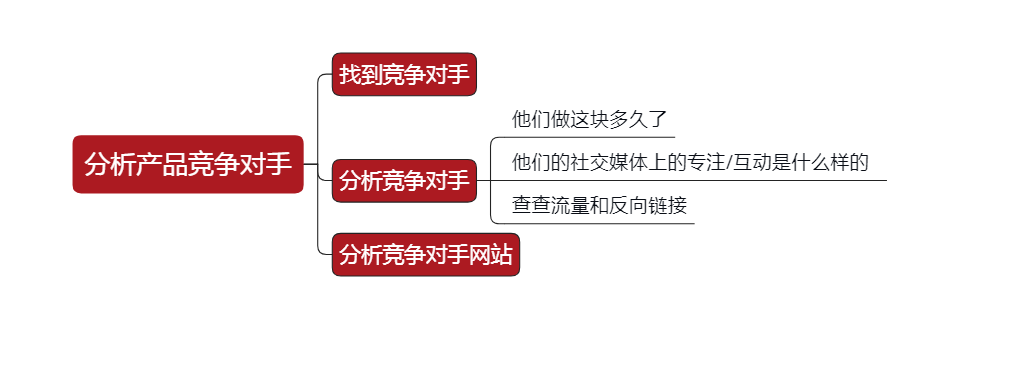 分析产品竞争对手
找到竞争对手
分析竞争对手
他们做这块多久了
他们的社交媒体上的专注/互动是什么样的
查查流量和反向链接
分析竞争对手网站